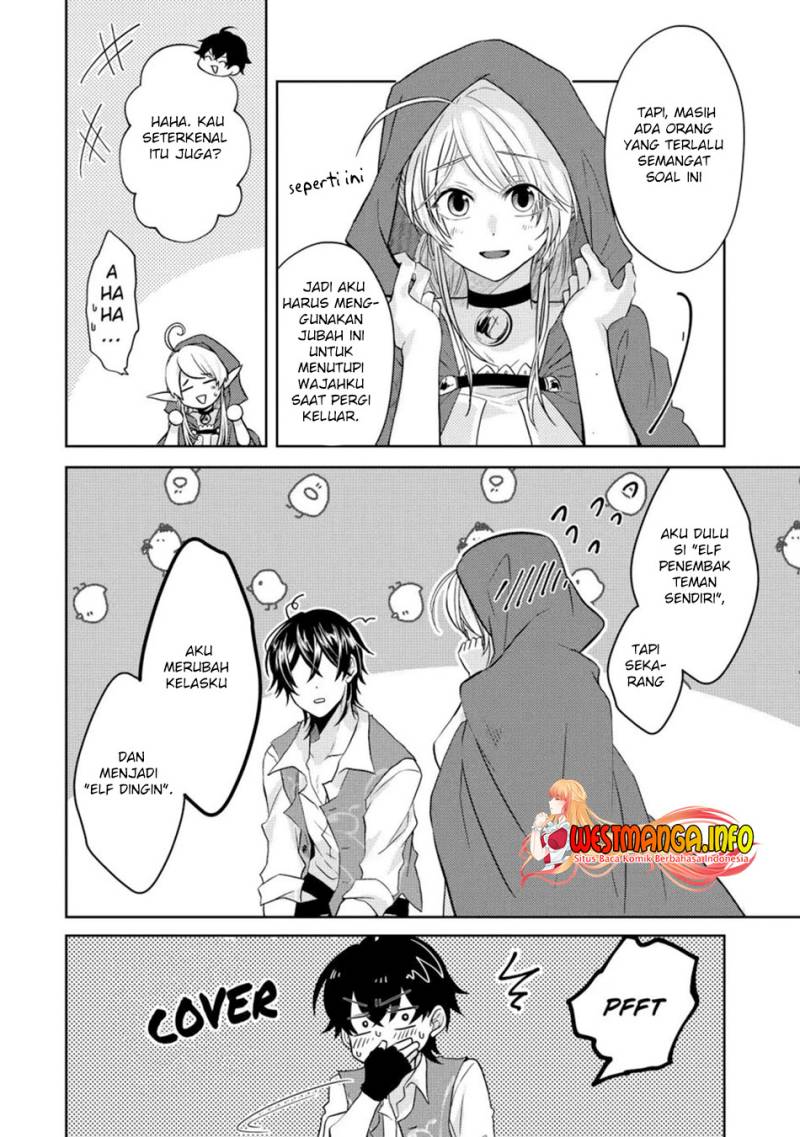 TAPI, MASIH
ADA ORANG
YANG TERLALU
SEMANGAT
SOAL INI
seperti ini
JADI AKU
HARUS MENG-
GUNAKAN
JUBAH INI
UNTUK
MENUTUPI
WAJAHKU
SAAT PERGI
KELUAR.
HAHA. KAU
SETERKENAL
ITU JUGA?
A
HA
HA
...
AKU DULU
SI "ELF
PENEMBAK
TEMAN
SENDIRI",
TAPI
SEKA-
RANG
AKU
MERUBAH
KELASKU
DAN
MENJADI
"ELF DINGIN".
WESTMANGA.INFO
Situs Baca Komik Berbahasa Indonesia
PFFT
COVER